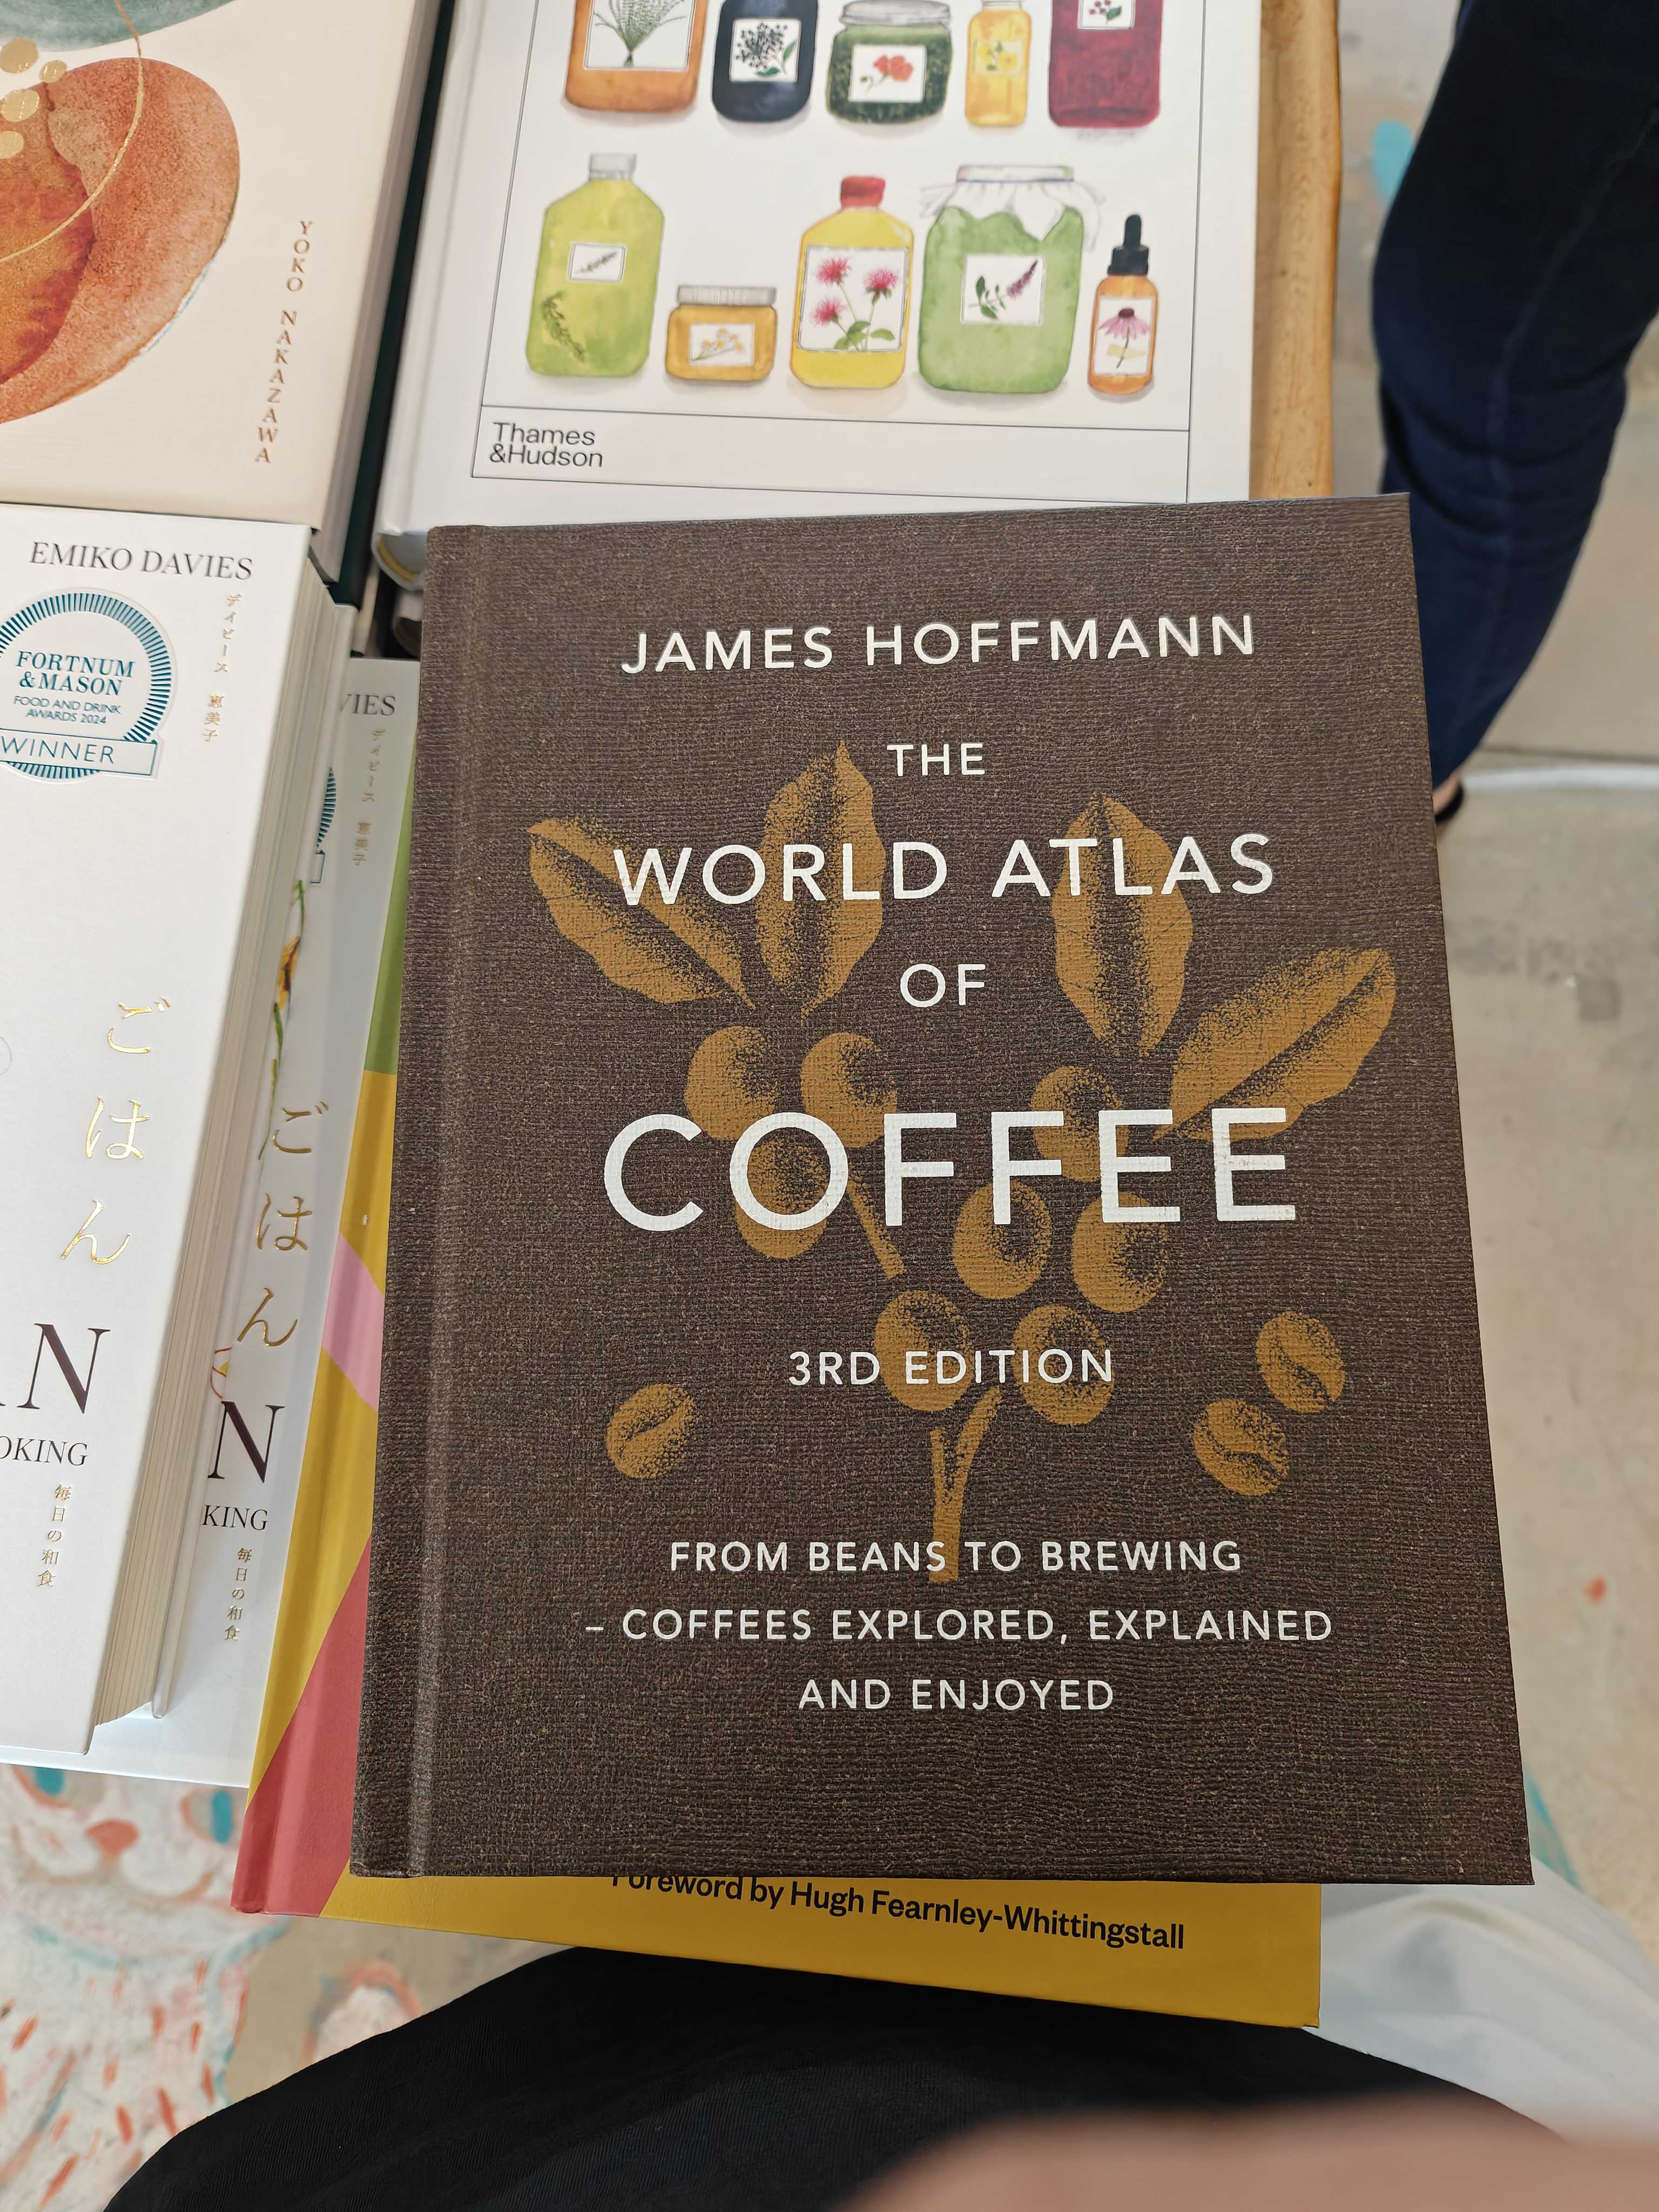 YOKO NAKAZAWA
Thames
&Hudson
EMIKO DAVIES
デイビース 恵美子
FORTNUM
& MASON
FOOD AND DRINK
AWARDS 2024
WINNER
ごはん
N
OKING
毎日の和食
VIES
デイビース 恵美子
ごはん
N
KING
毎日の和食
JAMES HOFFMANN
THE
WORLD ATLAS
OF
COFFEE
3RD EDITION
FROM BEANS TO BREWING
– COFFEES EXPLORED, EXPLAINED
AND ENJOYED
Foreword by Hugh Fearnley-Whittingstall